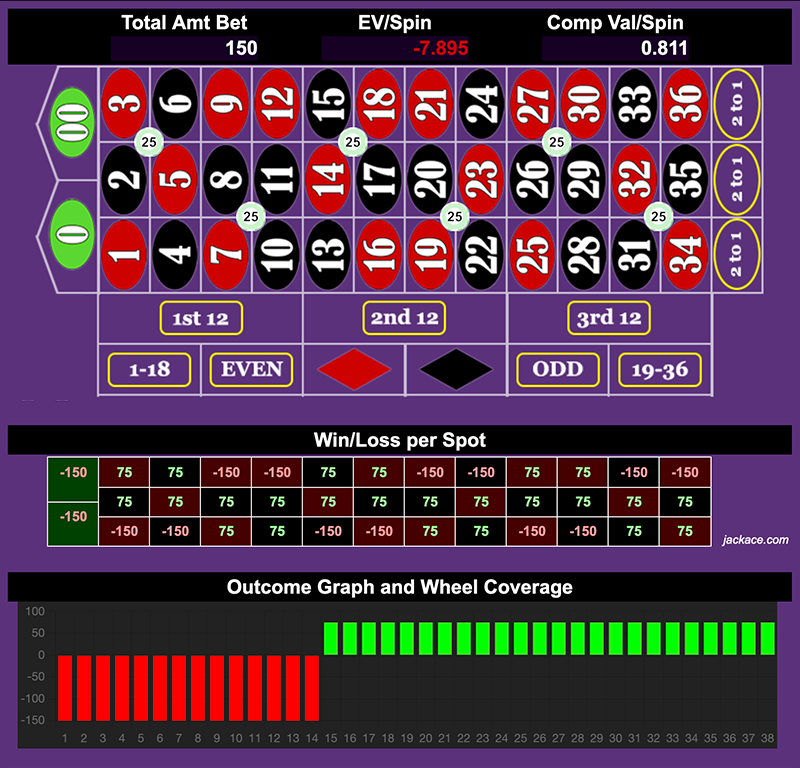 Total Amt Bet EV/Spin Comp Val/Spin
150 -7.895 0.811
00 3 6 9 12 15 18 21 24 27 30 33 36 2 to 1
25 25 25
2 5 8 11 14 17 20 23 26 29 32 35 2 to 1
25 25 25
0 1 4 7 10 13 16 19 22 25 28 31 34 2 to 1
1st 12 2nd 12 3rd 12
1-18 EVEN ODD 19-36
Win/Loss per Spot
-150 75 75 -150 -150 75 75 -150 -150 75 75 -150 -150
75 75 75 75 75 75 75 75 75 75 75 75
-150 -150 -150 75 75 -150 -150 75 75 -150 -150 75 75
jackace.com
Outcome Graph and Wheel Coverage
100
50
0
-50
-100
-150
1 2 3 4 5 6 7 8 9 10 11 12 13 14 15 16 17 18 19 20 21 22 23 24 25 26 27 28 29 30 31 32 33 34 35 36 37 38